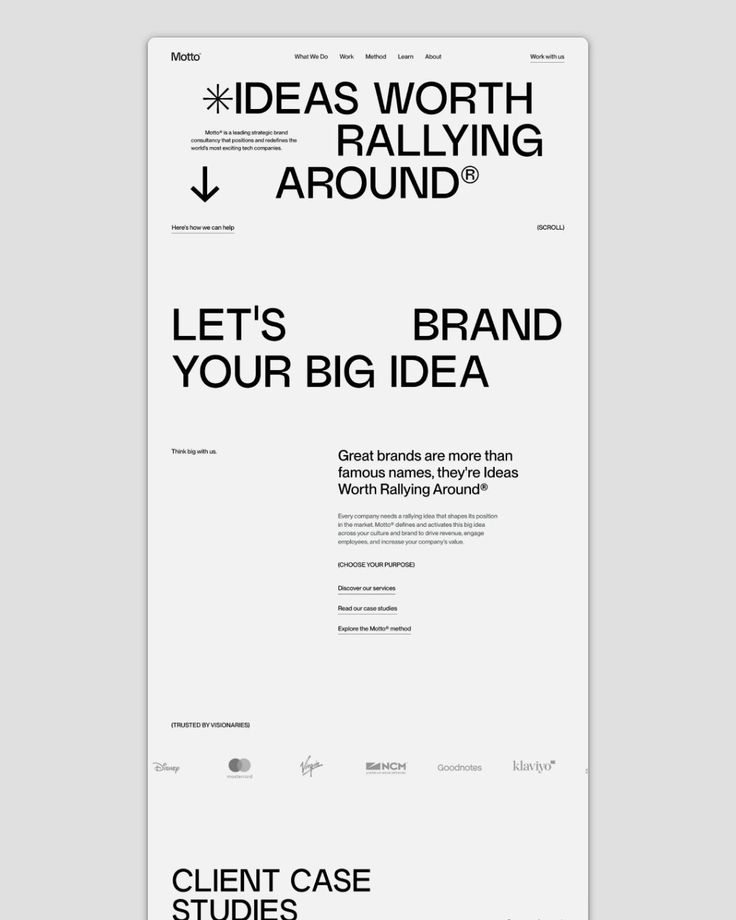 Motto®
What We Do Work Method Learn About
Work with us
✳IDEAS WORTH
RALLYING
AROUND®
Motto® is a leading strategic brand
consultancy that positions and redefines the
world's most exciting tech companies.
↓
Here's how we can help
(SCROLL)
LET'S BRAND
YOUR BIG IDEA
Think big with us.
Great brands are more than
famous names, they're Ideas
Worth Rallying Around®
Every company needs a rallying idea that shapes its position
in the market. Motto® defines and activates this big idea
across your culture and brand to drive revenue, engage
employees, and increase your company's value.
(CHOOSE YOUR PURPOSE)
Discover our services
Read our case studies
Explore the Motto® method
(TRUSTED BY VISIONARIES)
Disney
mastercard
Virgin
NCM
Goodnotes
klaviyo
CLIENT CASE
STUDIES